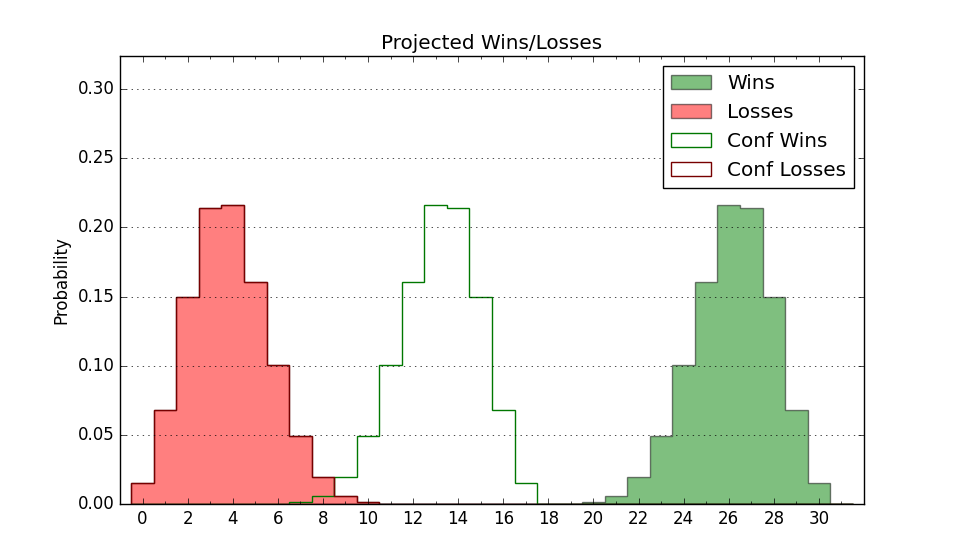 Projected Wins/Losses
Wins
Losses
Conf Wins
Conf Losses
Probability
0.30
0.25
0.20
0.15
0.10
0.05
0.00
0 2 4 6 8 10 12 14 16 18 20 22 24 26 28 30